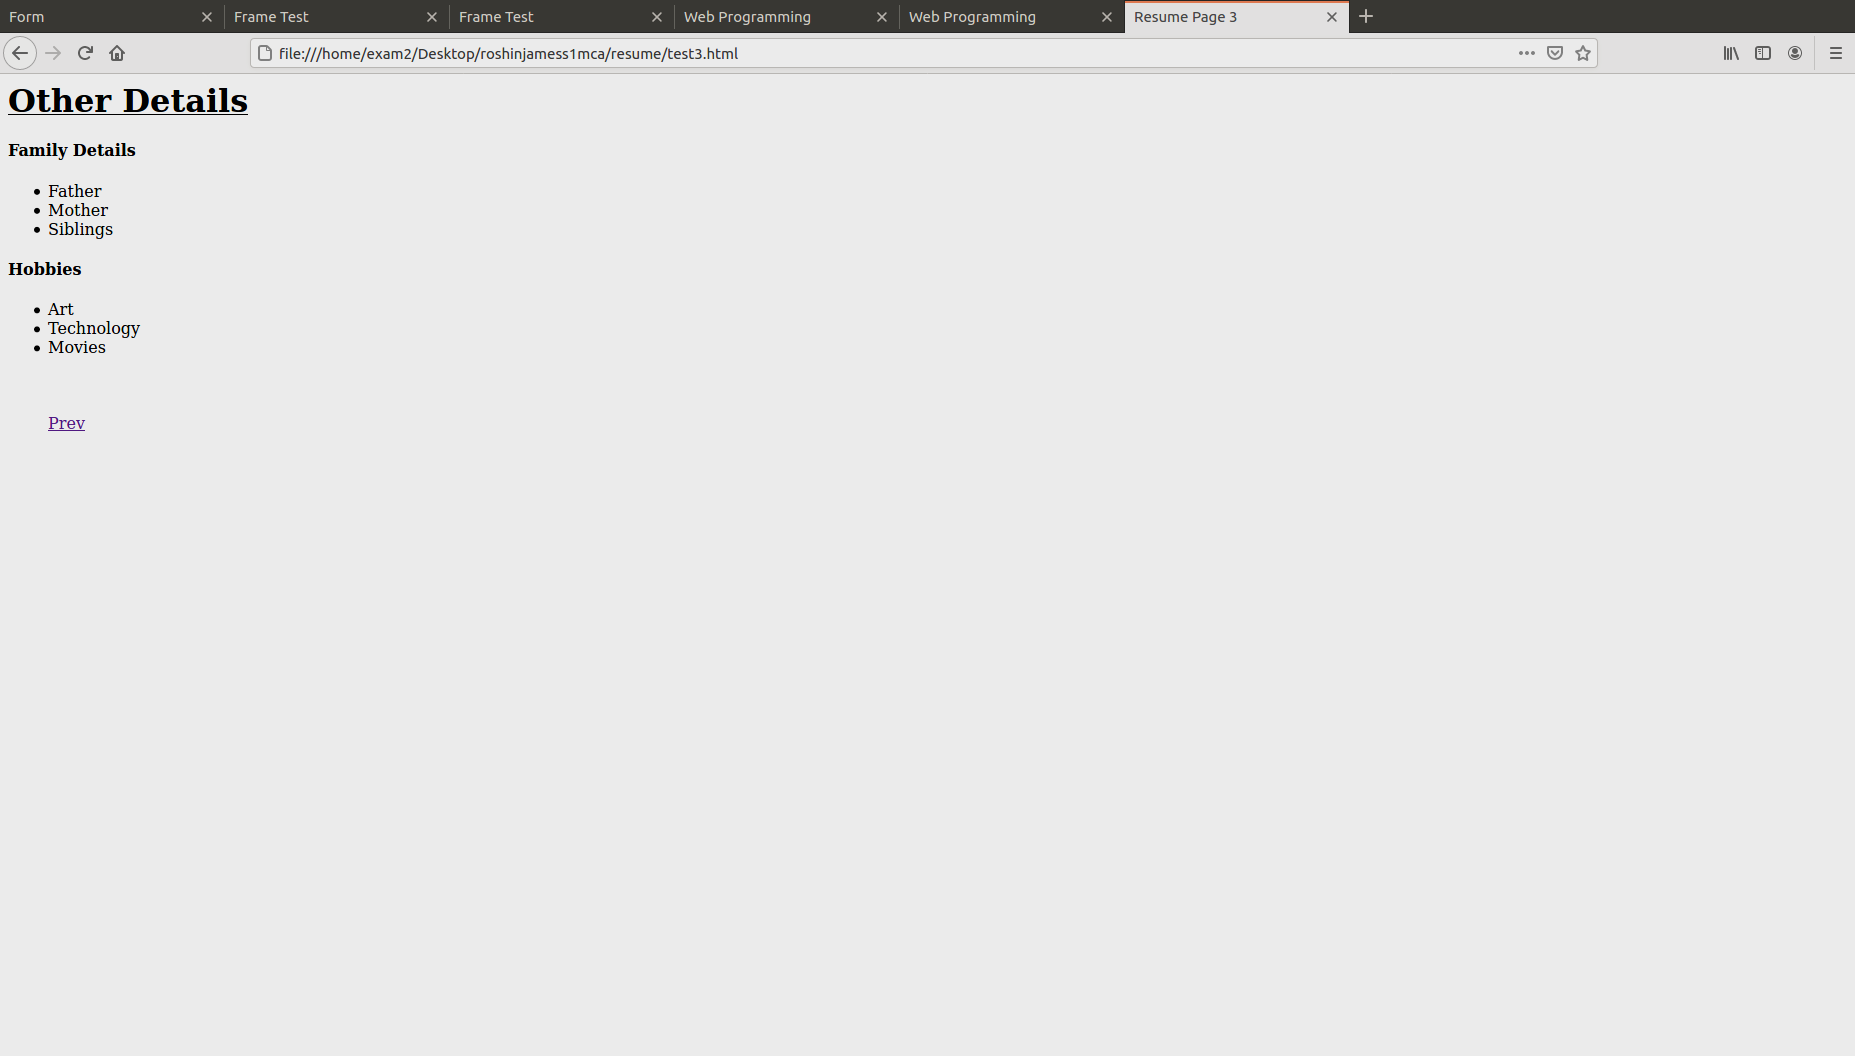 Form
Frame Test
Frame Test
Web Programming
Web Programming
Resume Page 3
file:///home/exam2/Desktop/roshinjamess1mca/resume/test3.html
Other Details
Family Details
Father
Mother
Siblings
Hobbies
Art
Technology
Movies
Prev